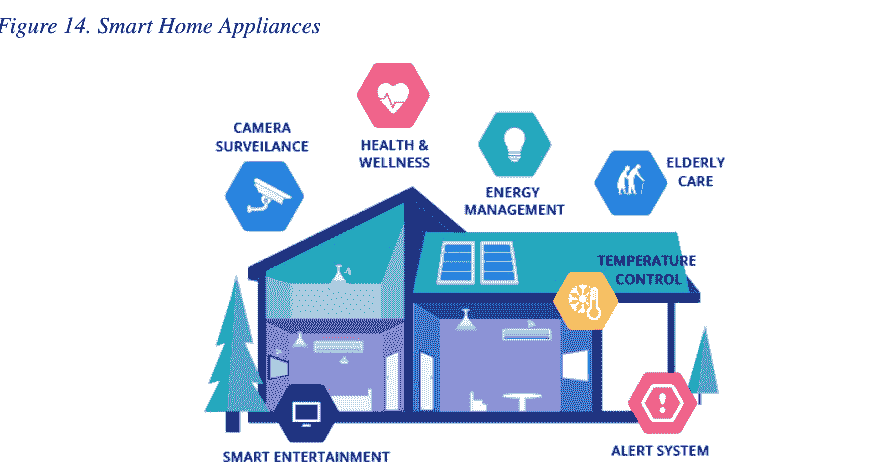 Figure 14. Smart Home Appliances
CAMERA
SURVEILANCE
HEALTH &
WELLNESS
ENERGY
MANAGEMENT
ELDERLY
CARE
TEMPERATURE
CONTROL
SMART ENTERTAINMENT
ALERT SYSTEM